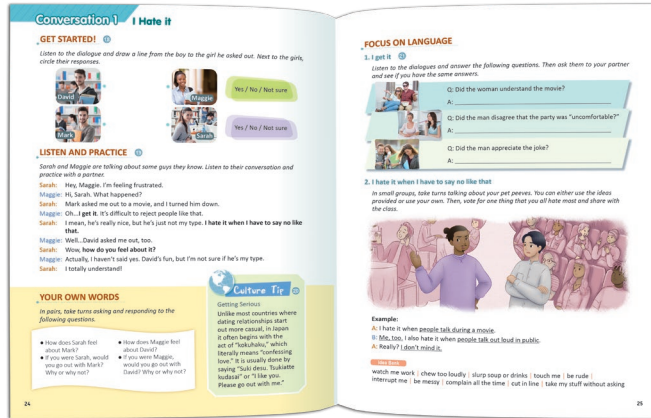 Conversation 1 I Hate it
GET STARTED!
Listen to the dialogue and draw a line from the boy to the girl he asked out. Next to the girls,
circle their responses.
David
Maggie
Yes / No / Not sure
Mark
Sarah
Yes / No / Not sure
LISTEN AND PRACTICE
Sarah and Maggie are talking about some guys they know. Listen to their conversation and
practice with a partner.
Sarah: Hey, Maggie. I'm feeling frustrated.
Maggie: Hi, Sarah. What happened?
Sarah: Mark asked me out to a movie, and I turned him down.
Maggie: Oh...I get it. It's difficult to reject people like that.
Sarah: I mean, he's really nice, but he's just not my type. I hate it when I have to say no like
that.
Maggie: Well...David asked me out, too.
Sarah: Wow, how do you feel about it?
Maggie: Actually, I haven't said yes. David's fun, but I'm not sure if he's my type.
Sarah: I totally understand!
YOUR OWN WORDS
In pairs, take turns asking and responding to the
following questions.
• How does Sarah feel
about Mark?
• If you were Sarah, would
you go out with Mark?
Why or why not?
• How does Maggie feel
about David?
• If you were Maggie,
would you go out with
David? Why or why not?
Culture Tip
Getting Serious
Unlike most countries where
dating relationships start
out more casual, in Japan
it often begins with the
act of "kokuhaku," which
literally means "confessing
love." It is usually done by
saying "Suki desu. Tsukiatte
kudasai" or "I like you.
Please go out with me."
24
FOCUS ON LANGUAGE
1. I get it
Listen to the dialogues and answer the following questions. Then ask them to your partner
and see if you have the same answers.
Q: Did the woman understand the movie?
A:
Q: Did the man disagree that the party was "uncomfortable?"
A:
Q: Did the man appreciate the joke?
A:
2. I hate it when I have to say no like that
In small groups, take turns talking about your pet peeves. You can either use the ideas
provided or use your own. Then, vote for one thing that you all hate most and share with
the class.
Example:
A: I hate it when people talk during a movie.
B: Me, too. I also hate it when people talk out loud in public.
A: Really? I don't mind it.
Idea Bank
watch me work | chew too loudly | slurp soup or drinks | touch me | be rude |
interrupt me | be messy | complain all the time | cut in line | take my stuff without asking
25